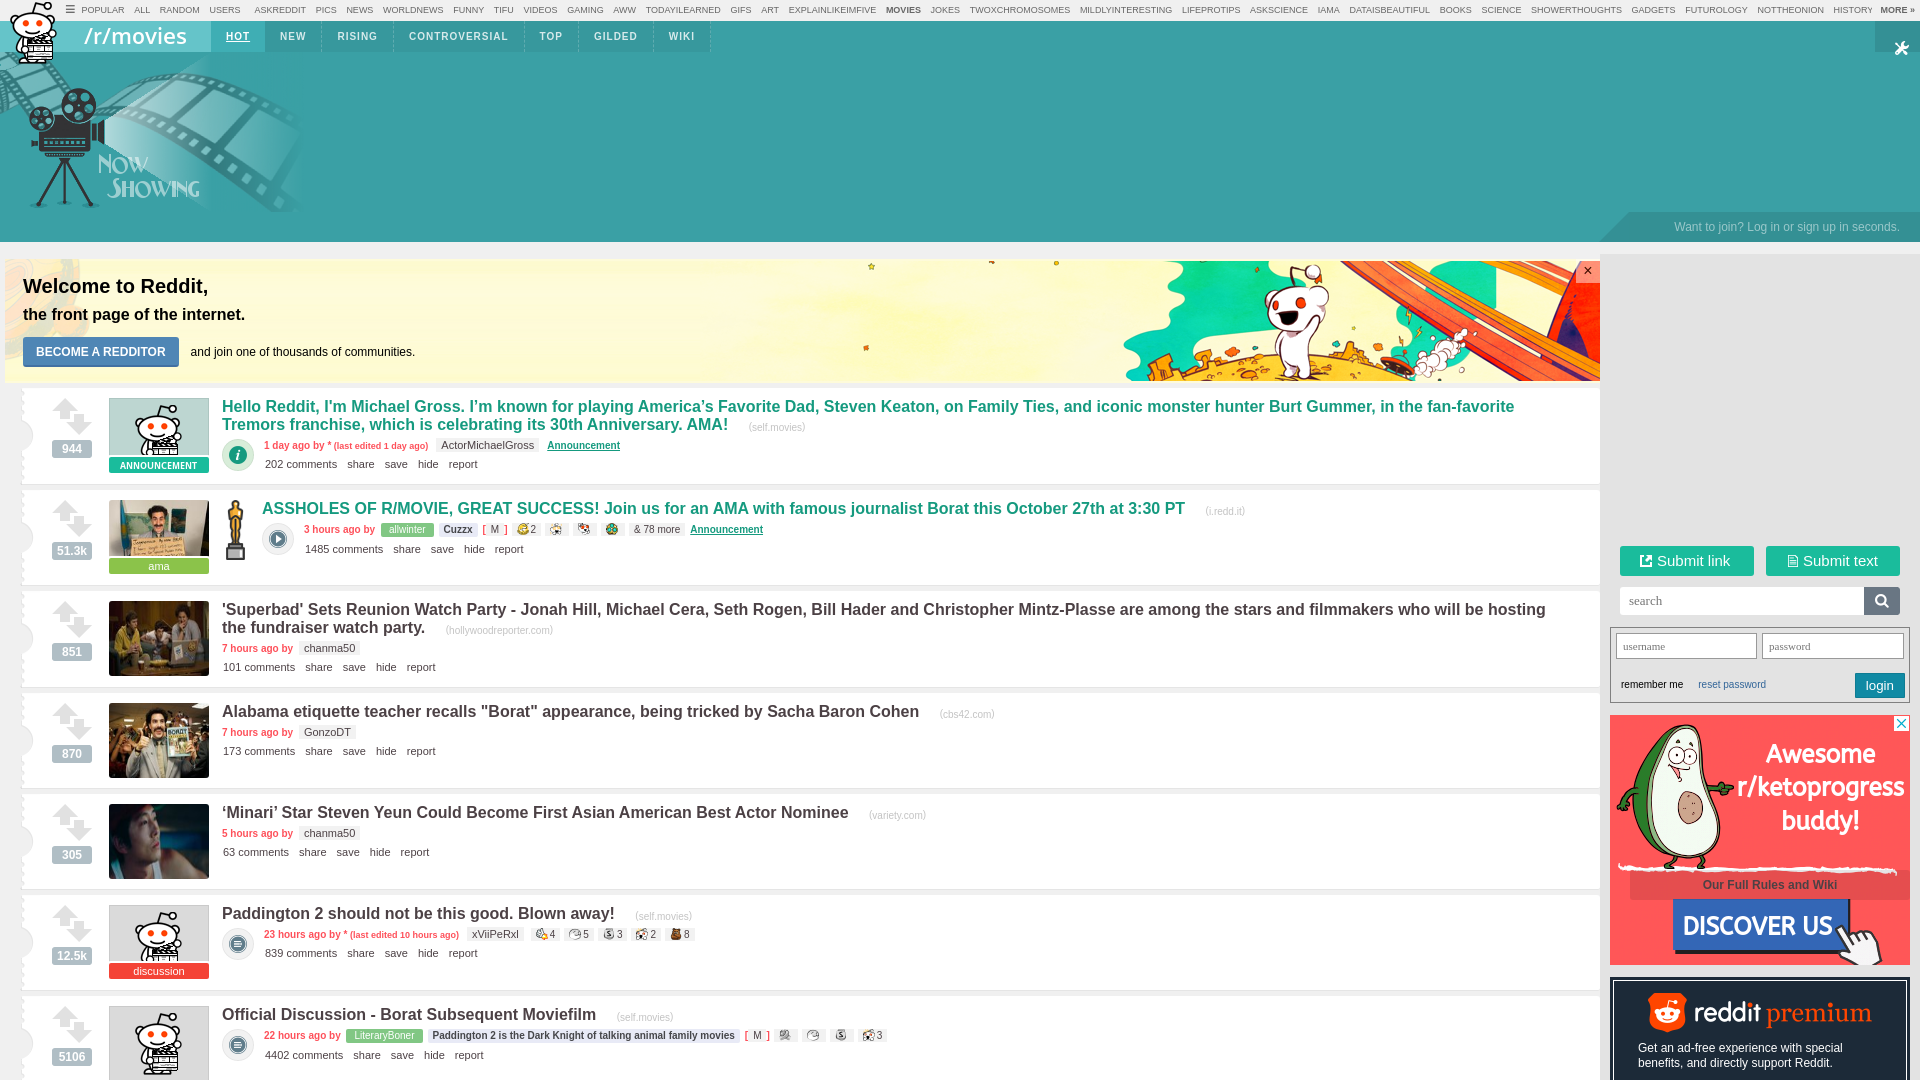 POPULAR ALL RANDOM USERS ASKREDDIT PICS NEWS WORLDNEWS FUNNY TIFU VIDEOS GAMING AWW TODAYILEARNED GIFS ART EXPLAINLIKEIMFIVE MOVIES JOKES TWOXCHROMOSOMES MILDLYINTERESTING LIFEPROTIPS ASKSCIENCE IAMA DATAISBEAUTIFUL BOOKS SCIENCE SHOWERTHOUGHTS GADGETS FUTUROLOGY NOTTHEONION HISTORY MORE »
/r/movies HOT NEW RISING CONTROVERSIAL TOP GILDED WIKI
NOW
SHOWING
Want to join? Log in or sign up in seconds.
Welcome to Reddit,
the front page of the internet.
BECOME A REDDITOR and join one of thousands of communities.
×
944
ANNOUNCEMENT
Hello Reddit, I'm Michael Gross. I’m known for playing America’s Favorite Dad, Steven Keaton, on Family Ties, and iconic monster hunter Burt Gummer, in the fan-favorite
Tremors franchise, which is celebrating its 30th Anniversary. AMA! (self.movies)
1 day ago by * (last edited 1 day ago) ActorMichaelGross Announcement
202 comments share save hide report
51.3k
ama
ASSHOLES OF R/MOVIE, GREAT SUCCESS! Join us for an AMA with famous journalist Borat this October 27th at 3:30 PT (i.redd.it)
3 hours ago by allwinter Cuzzx [ M ] 2 & 78 more Announcement
1485 comments share save hide report
851
'Superbad' Sets Reunion Watch Party - Jonah Hill, Michael Cera, Seth Rogen, Bill Hader and Christopher Mintz-Plasse are among the stars and filmmakers who will be hosting
the fundraiser watch party. (hollywoodreporter.com)
7 hours ago by chanma50
101 comments share save hide report
870
Alabama etiquette teacher recalls "Borat" appearance, being tricked by Sacha Baron Cohen (cbs42.com)
7 hours ago by GonzoDT
173 comments share save hide report
305
‘Minari’ Star Steven Yeun Could Become First Asian American Best Actor Nominee (variety.com)
5 hours ago by chanma50
63 comments share save hide report
12.5k
discussion
Paddington 2 should not be this good. Blown away! (self.movies)
23 hours ago by * (last edited 10 hours ago) xViiPeRxl 4 5 3 2 8
839 comments share save hide report
5106
Official Discussion - Borat Subsequent Moviefilm (self.movies)
22 hours ago by LiteraryBoner Paddington 2 is the Dark Knight of talking animal family movies [ M ] 3
4402 comments share save hide report
Submit link Submit text
search
username password
remember me reset password login
Awesome
r/ketoprogress
buddy!
Our Full Rules and Wiki
DISCOVER US
reddit premium
Get an ad-free experience with special
benefits, and directly support Reddit.